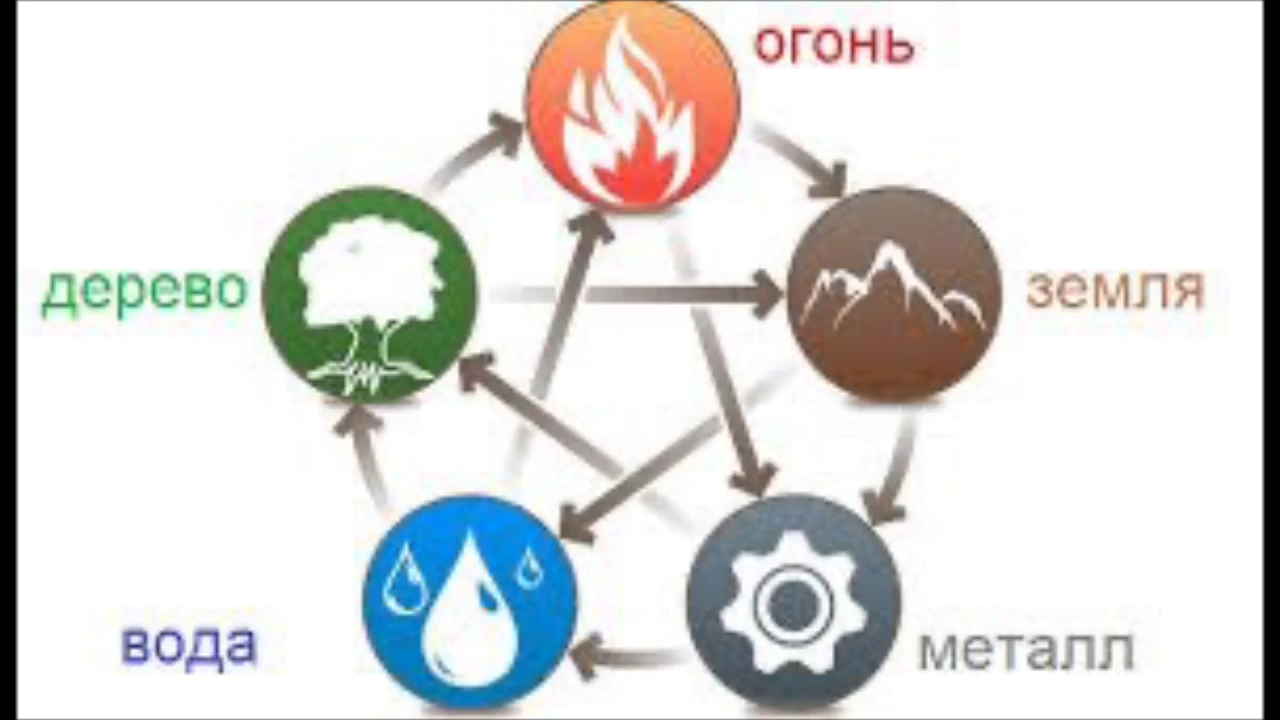 огонь
дерево
земля
вода
металл